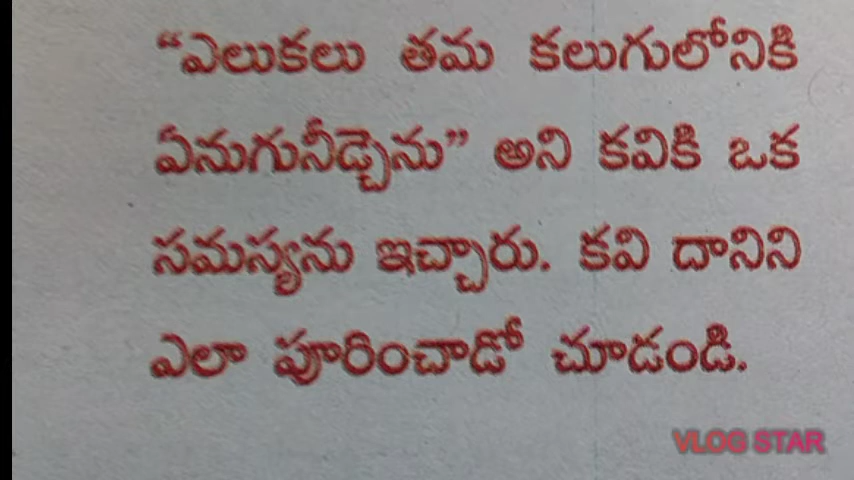 “ఎలుకలు తమ కలుగులోనికి
ఏనుగునీడ్చెను” అని కవికి ఒక
సమస్యను ఇచ్చారు. కవి దానిని
ఎలా పూరించాడో చూడండి.
VLOG STAR